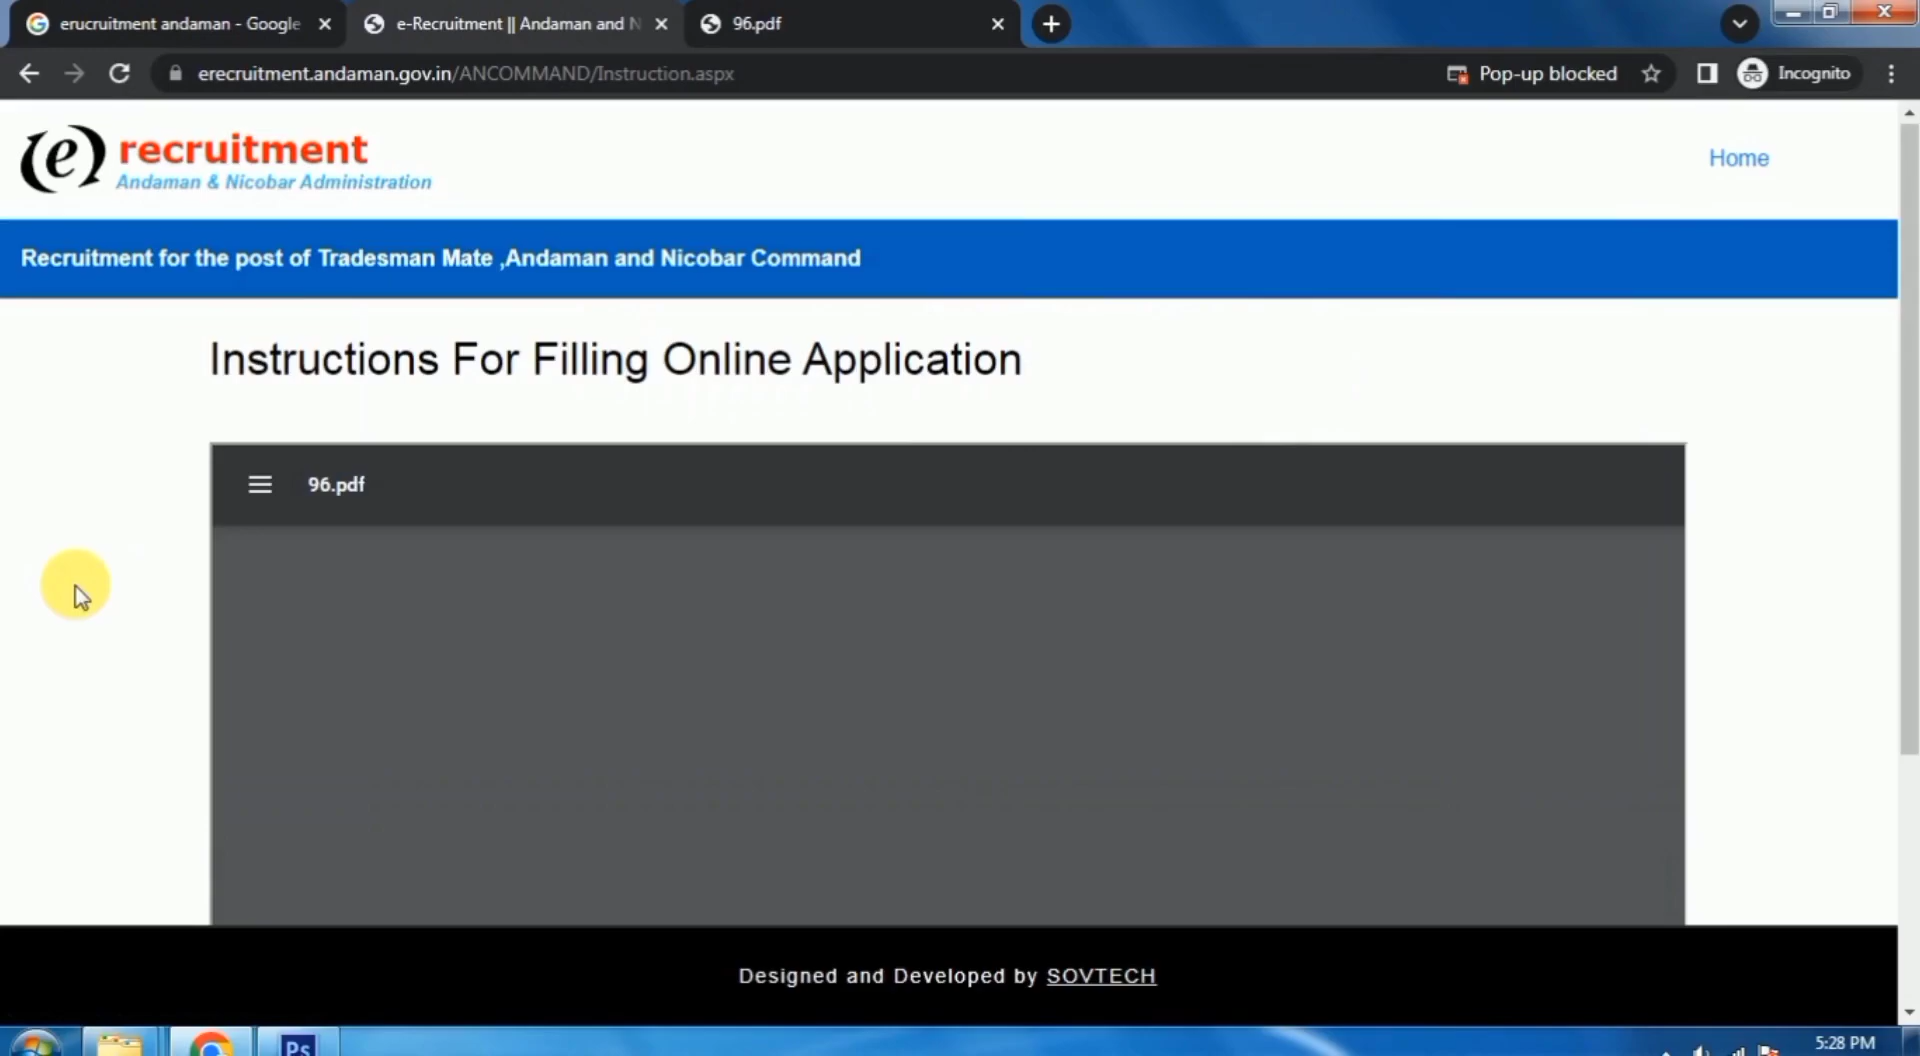 erucruitment andaman - Google
e-Recruitment || Andaman and N
96.pdf
erecruitment.andaman.gov.in/ANCOMMAND/Instruction.aspx
Pop-up blocked
Incognito
(e) recruitment
Andaman & Nicobar Administration
Home
Recruitment for the post of Tradesman Mate ,Andaman and Nicobar Command
Instructions For Filling Online Application
96.pdf
Designed and Developed by SOVTECH
Ps
5:28 PM